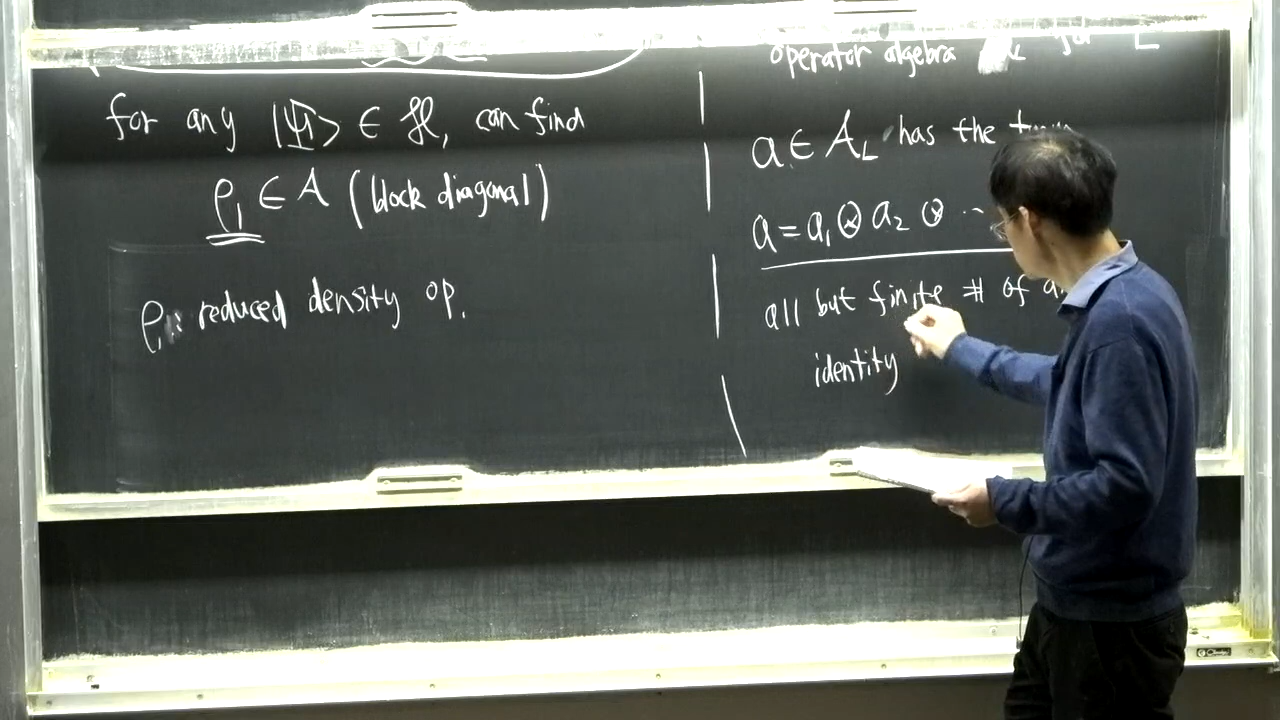 for any |Ψ> ∈ ℋ, can find
ρ₁ ∈ A (block diagonal)
ρ₁: reduced density op.
operator algebra
a ∈ A_L has the
a = a₁ ⊗ a₂ ⊗ ...
all but finite # of
identity